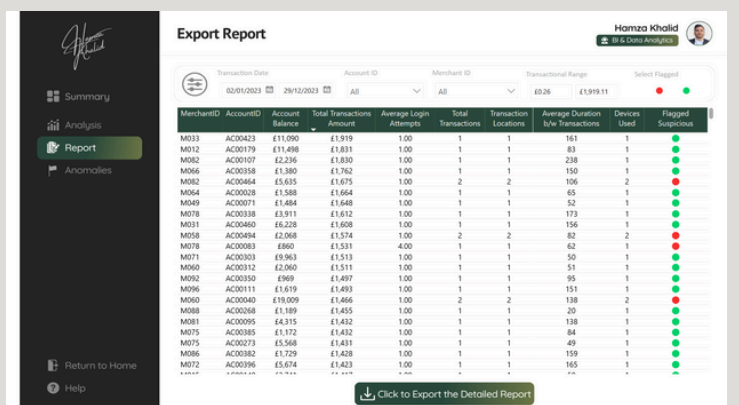 Hamza Khalid
Export Report
Hamza Khalid
BI & Data Analytics
Summary
Analysis
Report
Anomalies
Return to Home
Help
Transaction Date Account ID Merchant ID Transactional Range Select Flagged
02/01/2023 29/12/2023 All All £0.26 £1,919.11
MerchantID AccountID Account Balance Total Transactions Amount Average Login Attempts Total Transactions Transaction Locations Average Duration b/w Transactions Devices Used Flagged Suspicious
M033 AC00423 £11,090 £1,919 1.00 1 1 161 1
M012 AC00179 £11,498 £1,831 1.00 1 1 83 1
M082 AC00107 £2,236 £1,830 1.00 1 1 238 1
M066 AC00358 £1,380 £1,762 1.00 1 1 150 1
M082 AC00464 £5,635 £1,675 1.00 2 2 106 2
M064 AC00028 £1,588 £1,664 1.00 1 1 65 1
M049 AC00071 £1,484 £1,648 1.00 1 1 52 1
M078 AC00338 £3,911 £1,612 1.00 1 1 173 1
M031 AC00460 £6,228 £1,608 1.00 1 1 156 1
M058 AC00494 £2,068 £1,574 1.00 2 2 82 2
M078 AC00083 £860 £1,531 4.00 1 1 62 1
M071 AC00303 £9,963 £1,513 1.00 1 1 50 1
M060 AC00312 £2,060 £1,511 1.00 1 1 51 1
M092 AC00350 £969 £1,497 1.00 1 1 95 1
M096 AC00111 £1,619 £1,493 1.00 1 1 151 1
M060 AC00040 £19,009 £1,466 1.00 2 2 138 2
M088 AC00268 £1,189 £1,455 1.00 1 1 20 1
M081 AC00095 £4,315 £1,432 1.00 1 1 138 1
M075 AC00385 £1,172 £1,432 1.00 1 1 84 1
M075 AC00273 £5,568 £1,431 1.00 1 1 49 1
M086 AC00382 £1,729 £1,428 1.00 1 1 159 1
M072 AC00396 £5,674 £1,423 1.00 1 1 165 1
Click to Export the Detailed Report